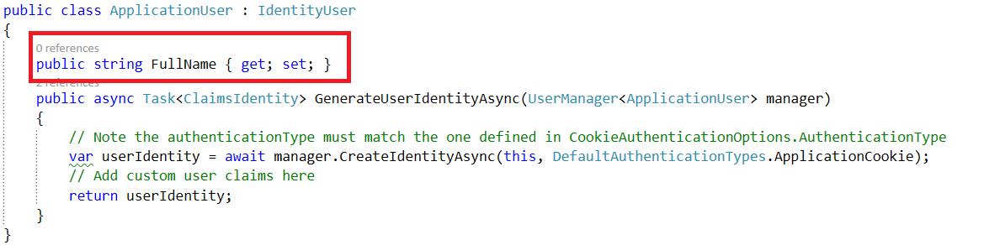 public class ApplicationUser : IdentityUser
{
0 references
public string FullName { get; set; }
2 references
public async Task<ClaimsIdentity> GenerateUserIdentityAsync(UserManager<ApplicationUser> manager)
{
// Note the authenticationType must match the one defined in CookieAuthenticationOptions.AuthenticationType
var userIdentity = await manager.CreateIdentityAsync(this, DefaultAuthenticationTypes.ApplicationCookie);
// Add custom user claims here
return userIdentity;
}
}